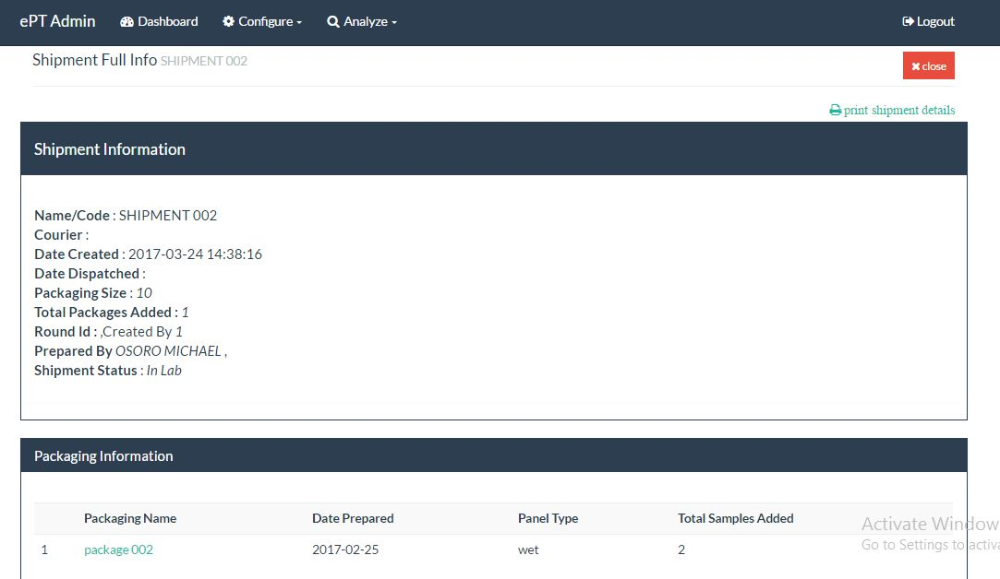 ePT Admin Dashboard Configure Analyze Logout
Shipment Full Info SHIPMENT 002
close
print shipment details
Shipment Information
Name/Code : SHIPMENT 002
Courier :
Date Created : 2017-03-24 14:38:16
Date Dispatched :
Packaging Size : 10
Total Packages Added : 1
Round Id : ,Created By 1
Prepared By OSORO MICHAEL ,
Shipment Status : In Lab
Packaging Information
Packaging Name Date Prepared Panel Type Total Samples Added
1 package 002 2017-02-25 wet 2
Activate Window
Go to Settings to activa